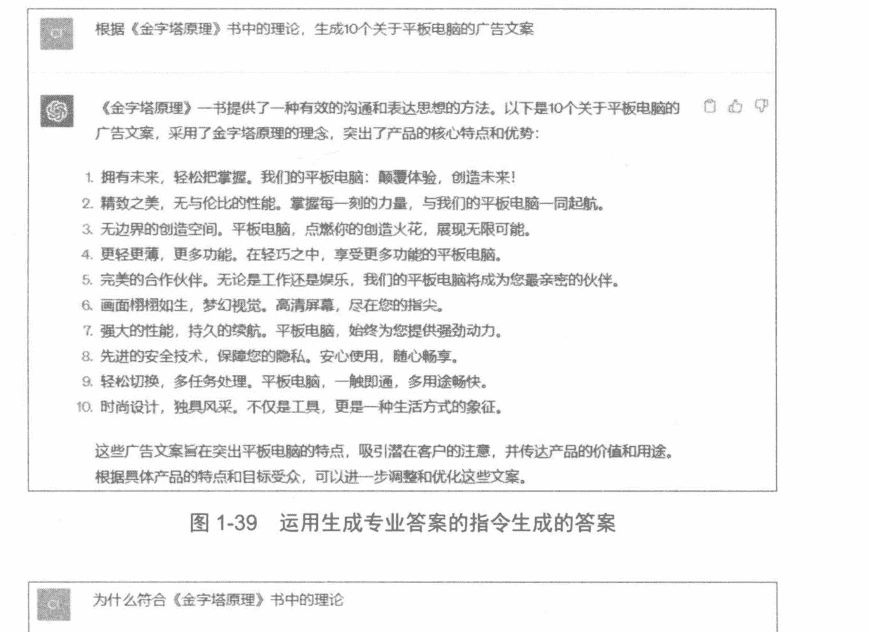 CI
根据《金字塔原理》书中的理论，生成10个关于平板电脑的广告文案
《金字塔原理》一书提供了一种有效的沟通和表达思想的方法。以下是10个关于平板电脑的
广告文案，采用了金字塔原理的理念，突出了产品的核心特点和优势：
1. 拥有未来，轻松把掌握。我们的平板电脑：颠覆体验，创造未来！
2. 精致之美，无与伦比的性能。掌握每一刻的力量，与我们的平板电脑一同起航。
3. 无边界的创造空间。平板电脑，点燃你的创造火花，展现无限可能。
4. 更轻更薄，更多功能。在轻巧之中，享受更多功能的平板电脑。
5. 完美的合作伙伴。无论是工作还是娱乐，我们的平板电脑将成为您最亲密的伙伴。
6. 画面栩栩如生，梦幻视觉。高清屏幕，尽在您的指尖。
7. 强大的性能，持久的续航。平板电脑，始终为您提供强劲动力。
8. 先进的安全技术，保障您的隐私。安心使用，随心畅享。
9. 轻松切换，多任务处理。平板电脑，一触即通，多用途畅快。
10. 时尚设计，独具风采。不仅是工具，更是一种生活方式的象征。
这些广告文案旨在突出平板电脑的特点，吸引潜在客户的注意，并传达产品的价值和用途。
根据具体产品的特点和目标受众，可以进一步调整和优化这些文案。
图 1-39 运用生成专业答案的指令生成的答案
CI
为什么符合《金字塔原理》书中的理论